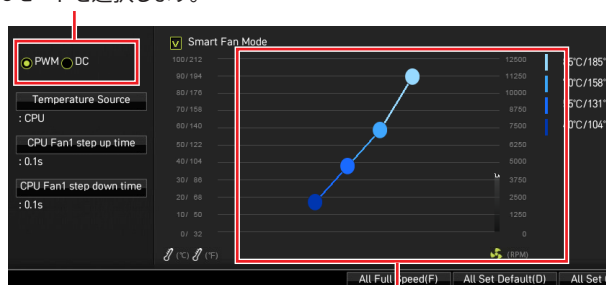 モードを選択します。
V Smart Fan Mode
PWM DC
Temperature Source
: CPU
CPU Fan1 step up time
: 0.1s
CPU Fan1 step down time
: 0.1s
100/212
90/194
80/176
70/158
60/140
50/122
40/104
30/ 86
20/ 68
10/ 50
0/ 32
(°C) (°F)
12500
11250
10000
8750
7500
6250
5000
3750
2500
1250
0
(RPM)
85°C/185°
70°C/158°
55°C/131°
40°C/104°
All Full Speed(F)
All Set Default(D)
All Set